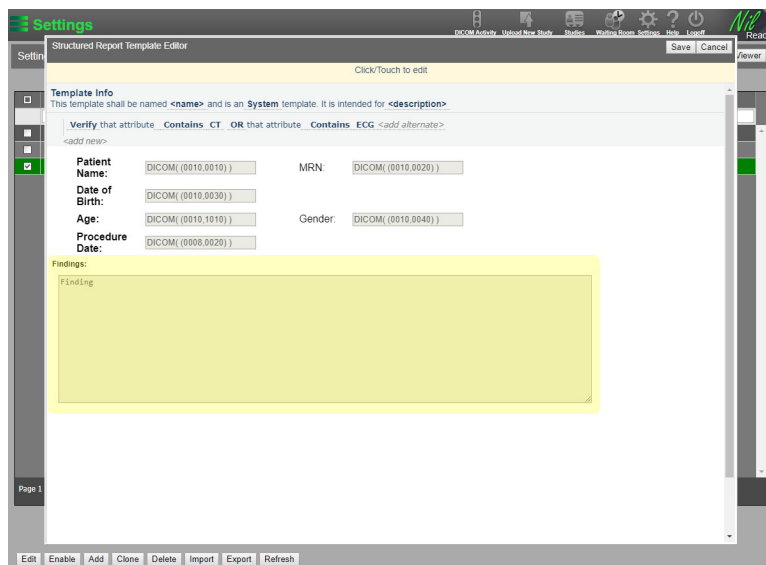 Settings
DICOM Activity Upload New Study Studies Waiting Room Settings Help Logoff
Nil
Read
Settin
Viewer
Structured Report Template Editor
Save Cancel
Click/Touch to edit
Template Info
This template shall be named <name> and is an System template. It is intended for <description>
Verify that attribute Contains CT OR that attribute Contains ECG <add alternate>
<add new>
Patient Name: DICOM( (0010,0010) ) MRN: DICOM( (0010,0020) )
Date of Birth: DICOM( (0010,0030) )
Age: DICOM( (0010,1010) ) Gender: DICOM( (0010,0040) )
Procedure Date: DICOM( (0008,0020) )
Findings:
Finding
Page 1
Edit Enable Add Clone Delete Import Export Refresh